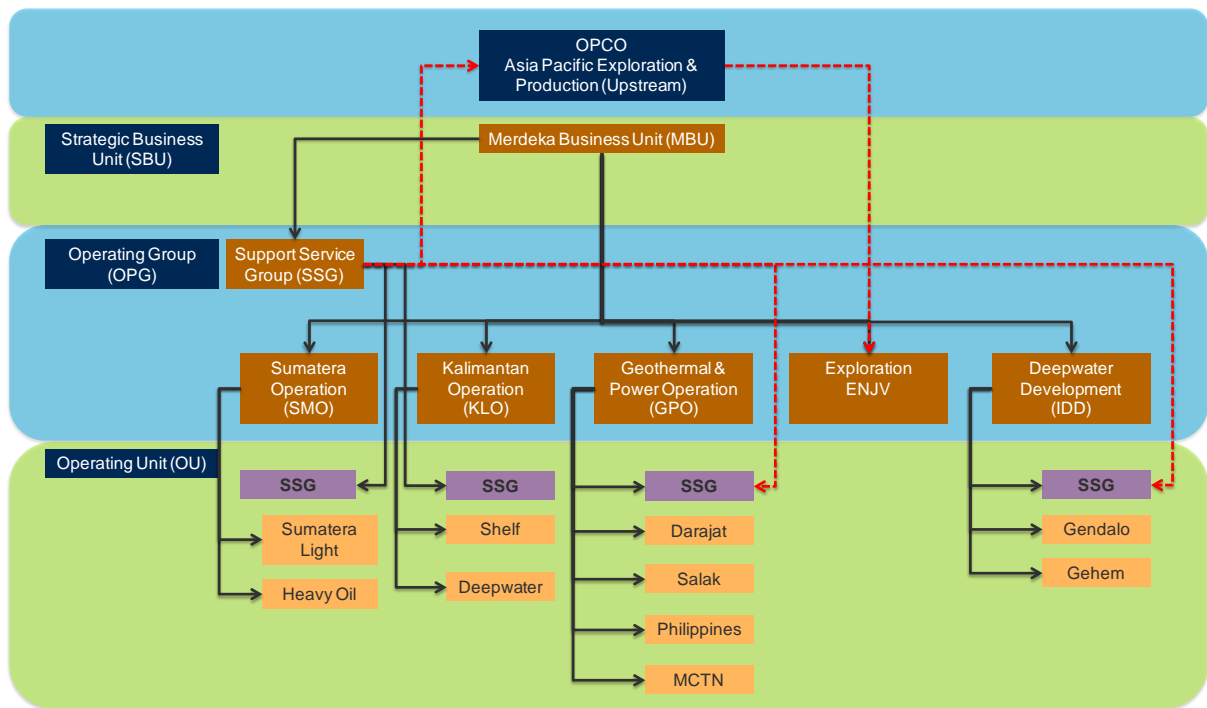 OPCO
Asia Pacific Exploration &
Production (Upstream)
Strategic Business
Unit (SBU)
Merdeka Business Unit (MBU)
Operating Group
(OPG)
Support Service
Group (SSG)
Sumatera
Operation
(SMO)
Kalimantan
Operation
(KLO)
Geothermal &
Power Operation
(GPO)
Exploration
ENJV
Deepwater
Development
(IDD)
Operating Unit (OU)
SSG
SSG
SSG
SSG
Sumatera
Light
Shelf
Darajat
Gendalo
Heavy Oil
Deepwater
Salak
Gehem
Philippines
MCTN